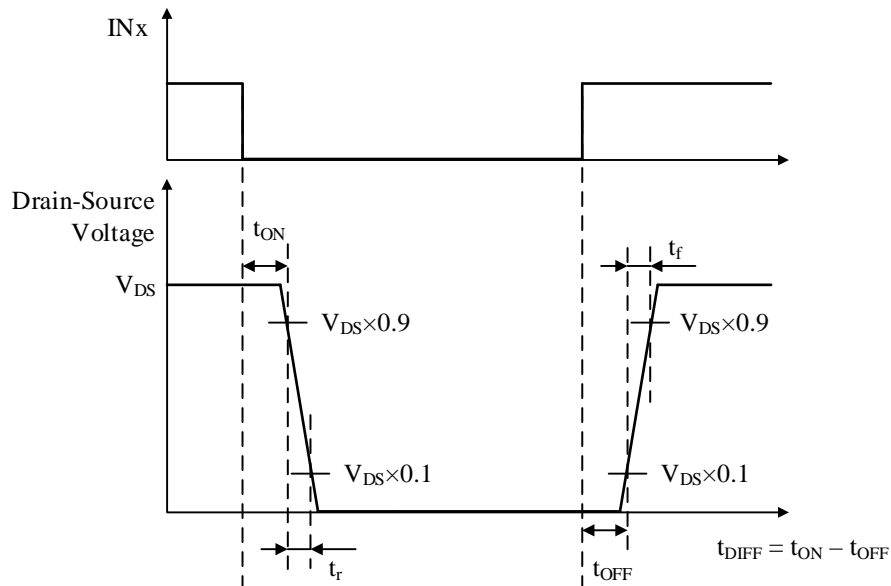 INx
Drain-Source
Voltage
tON
tf
VDS
VDS×0.9
VDS×0.9
VDS×0.1
VDS×0.1
tr
tOFF
tDIFF = tON – tOFF